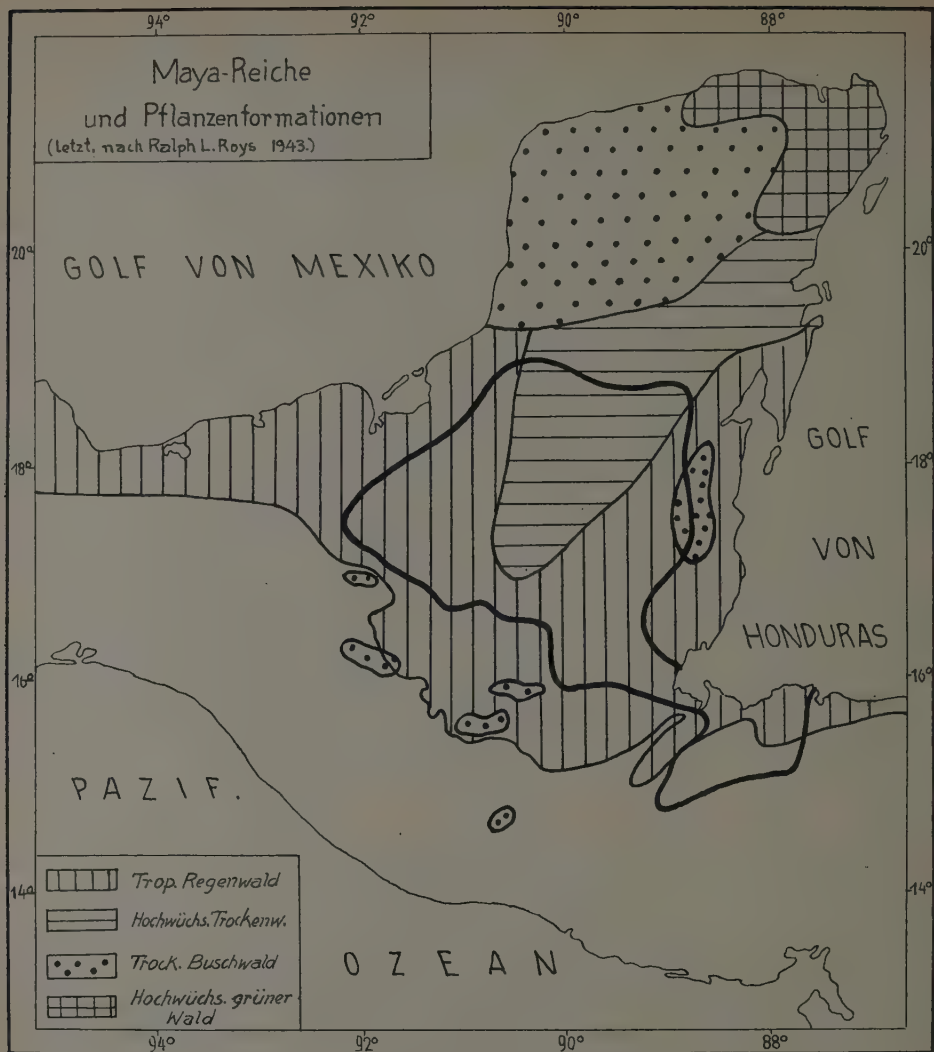 94°
92°
90°
88°
Maya-Reiche
und Pflanzenformationen
(letzt. nach Ralph L. Roys 1943.)
20°
20°
GOLF VON MEXIKO
GOLF
18°
18°
VON
HONDURAS
16°
16°
PAZIF.
14°
14°
Trop. Regenwald
Hochwüchs. Trockenw.
Trock. Buschwald
Hochwüchs. grüner
Wald
OZEAN
94°
92°
90°
88°